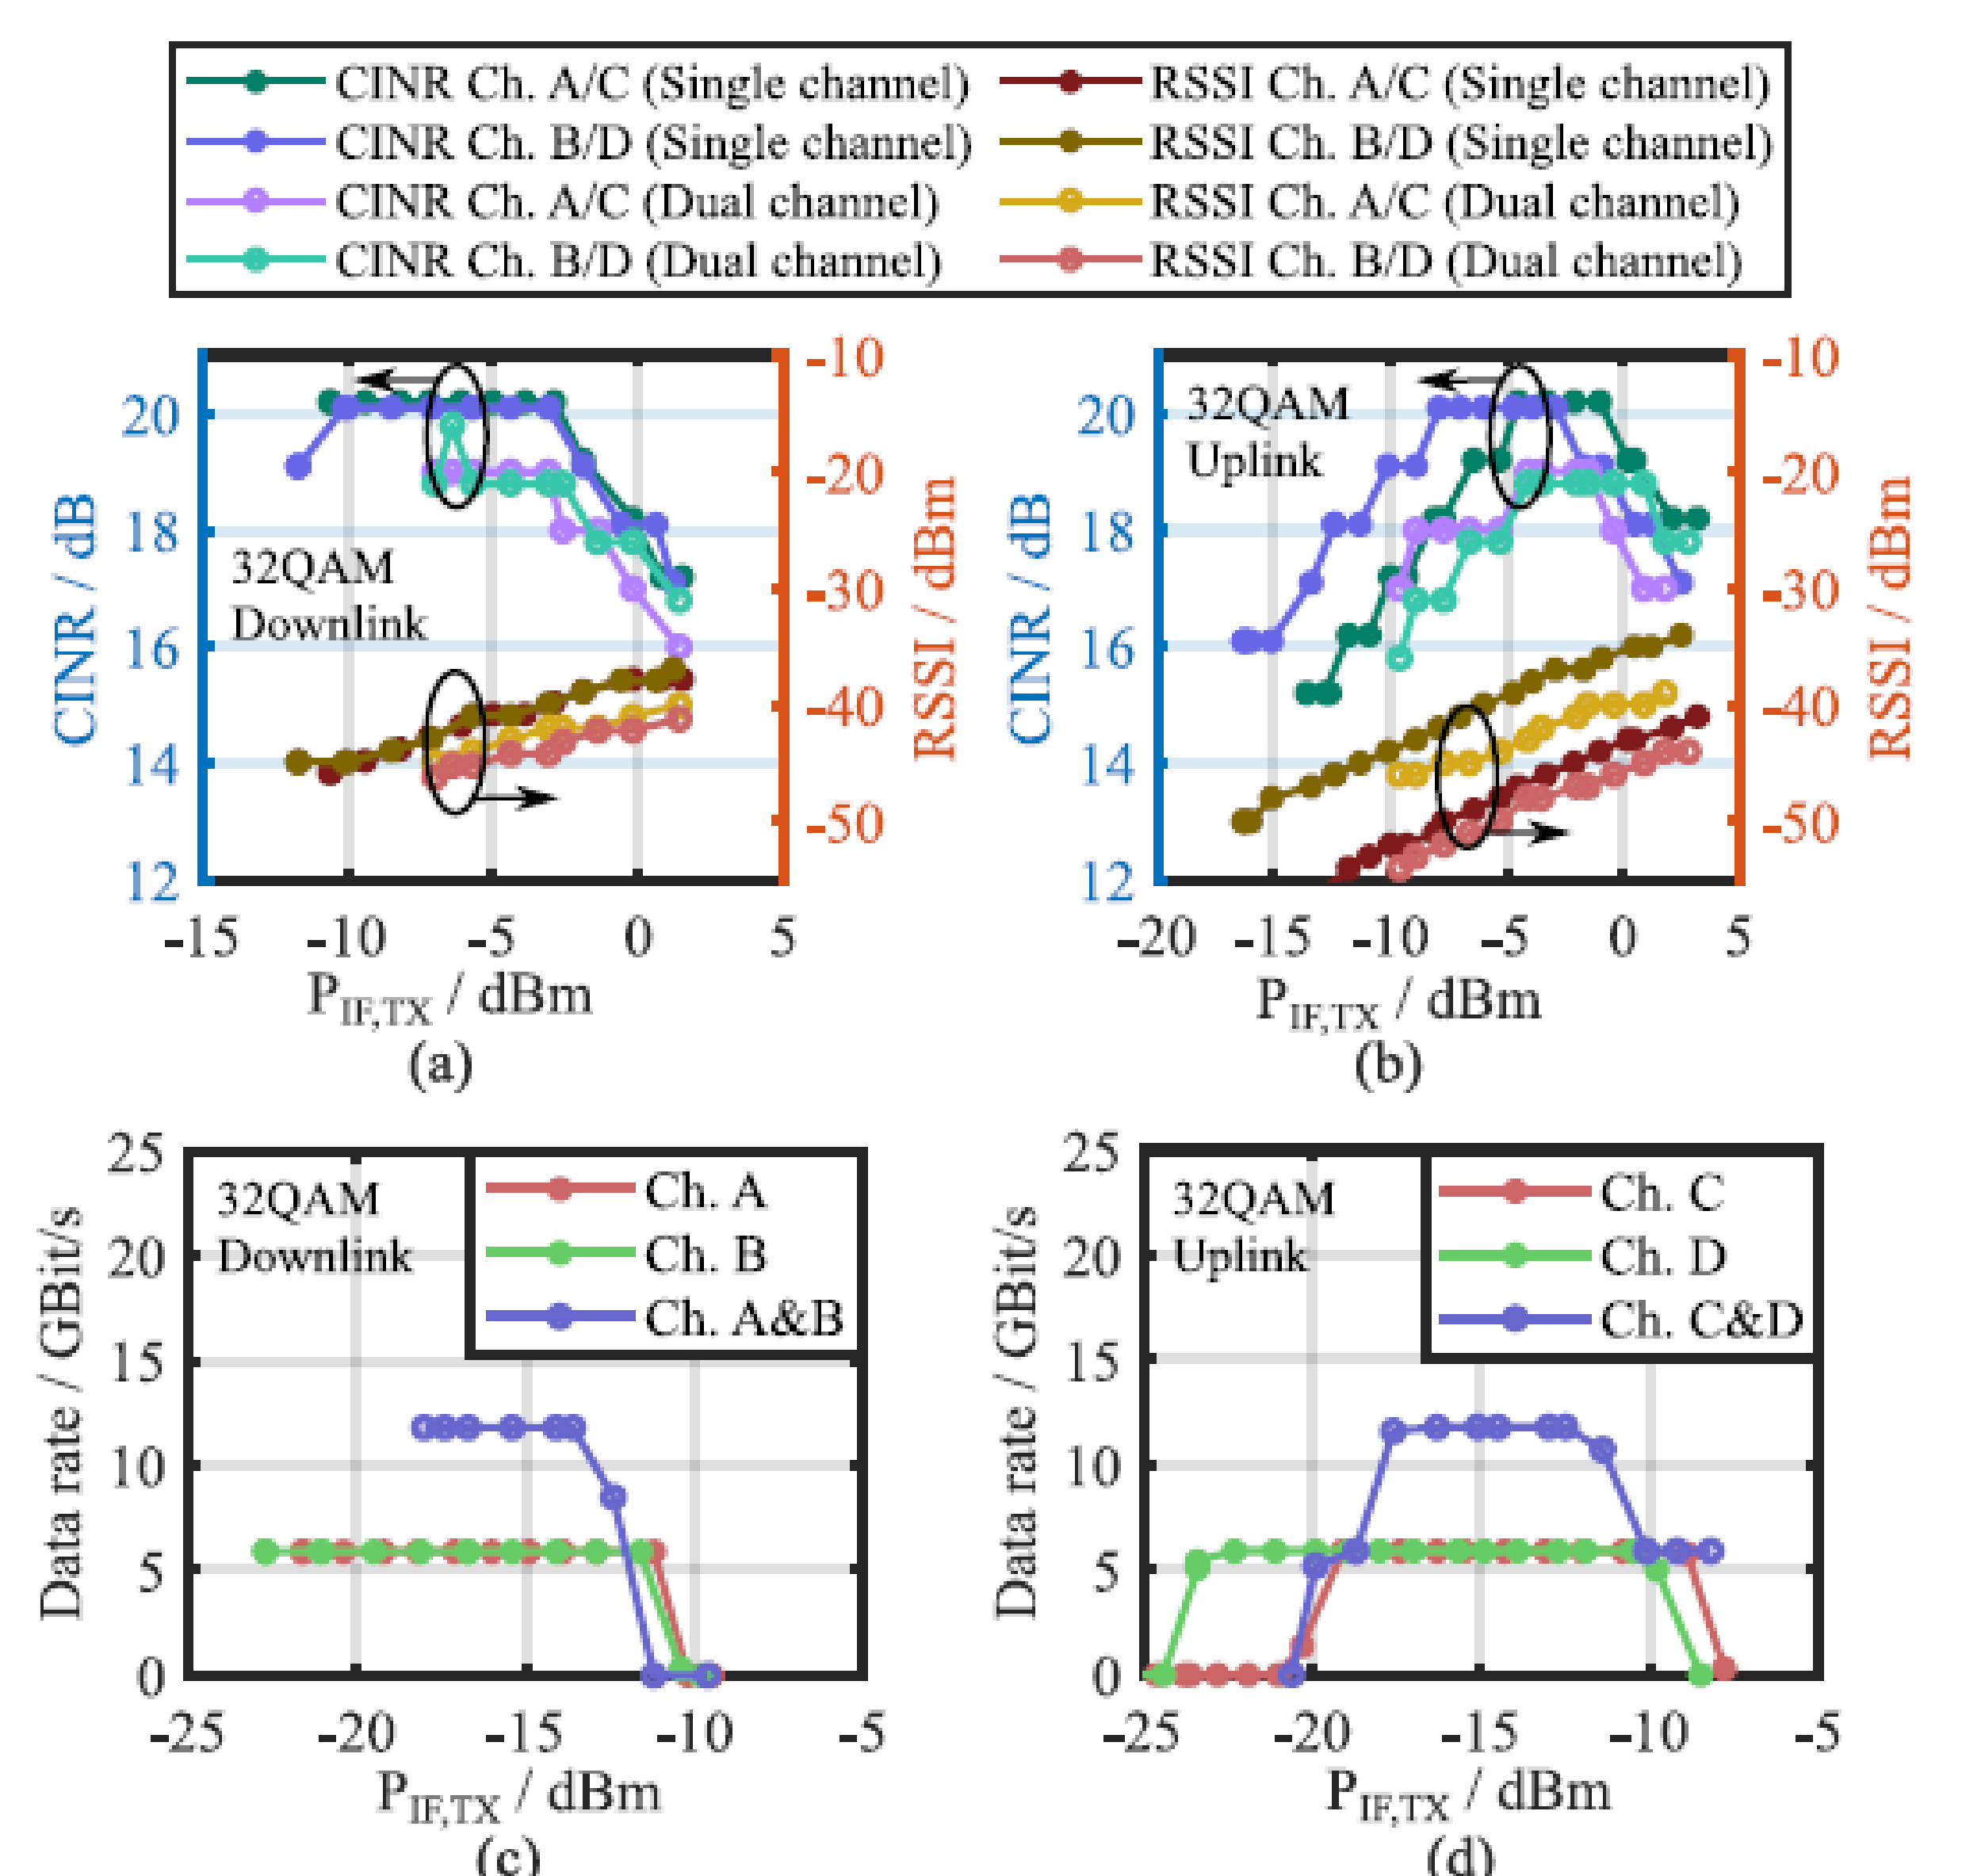 CINR Ch. A/C (Single channel) RSSI Ch. A/C (Single channel)
CINR Ch. B/D (Single channel) RSSI Ch. B/D (Single channel)
CINR Ch. A/C (Dual channel) RSSI Ch. A/C (Dual channel)
CINR Ch. B/D (Dual channel) RSSI Ch. B/D (Dual channel)
CINR / dB
20
18
16
14
12
32QAM
Downlink
-10
-20
-30
-40
-50
RSSI / dBm
-15 -10 -5 0 5
P_IF,TX / dBm
(a)
CINR / dB
20
18
16
14
12
32QAM
Uplink
-10
-20
-30
-40
-50
RSSI / dBm
-20 -15 -10 -5 0 5
P_IF,TX / dBm
(b)
Data rate / GBit/s
25
20
15
10
5
0
32QAM
Downlink
Ch. A
Ch. B
Ch. A&B
-25 -20 -15 -10 -5
P_IF,TX / dBm
(c)
Data rate / GBit/s
25
20
15
10
5
0
32QAM
Uplink
Ch. C
Ch. D
Ch. C&D
-25 -20 -15 -10 -5
P_IF,TX / dBm
(d)